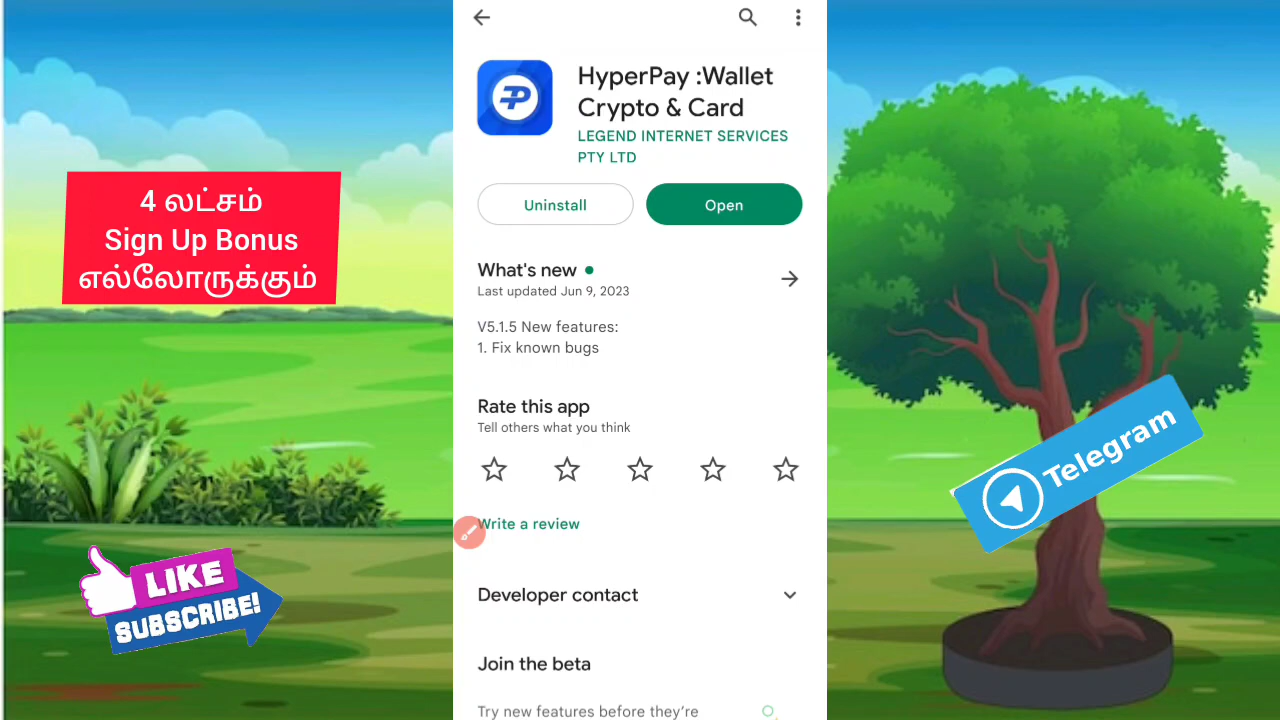 4 லட்சம்
Sign Up Bonus
எல்லோருக்கும்
LIKE
SUBSCRIBE!
HyperPay :Wallet
Crypto & Card
LEGEND INTERNET SERVICES
PTY LTD
Uninstall
Open
What's new
Last updated Jun 9, 2023
V5.1.5 New features:
1. Fix known bugs
Rate this app
Tell others what you think
Write a review
Developer contact
Join the beta
Try new features before they're
Telegram